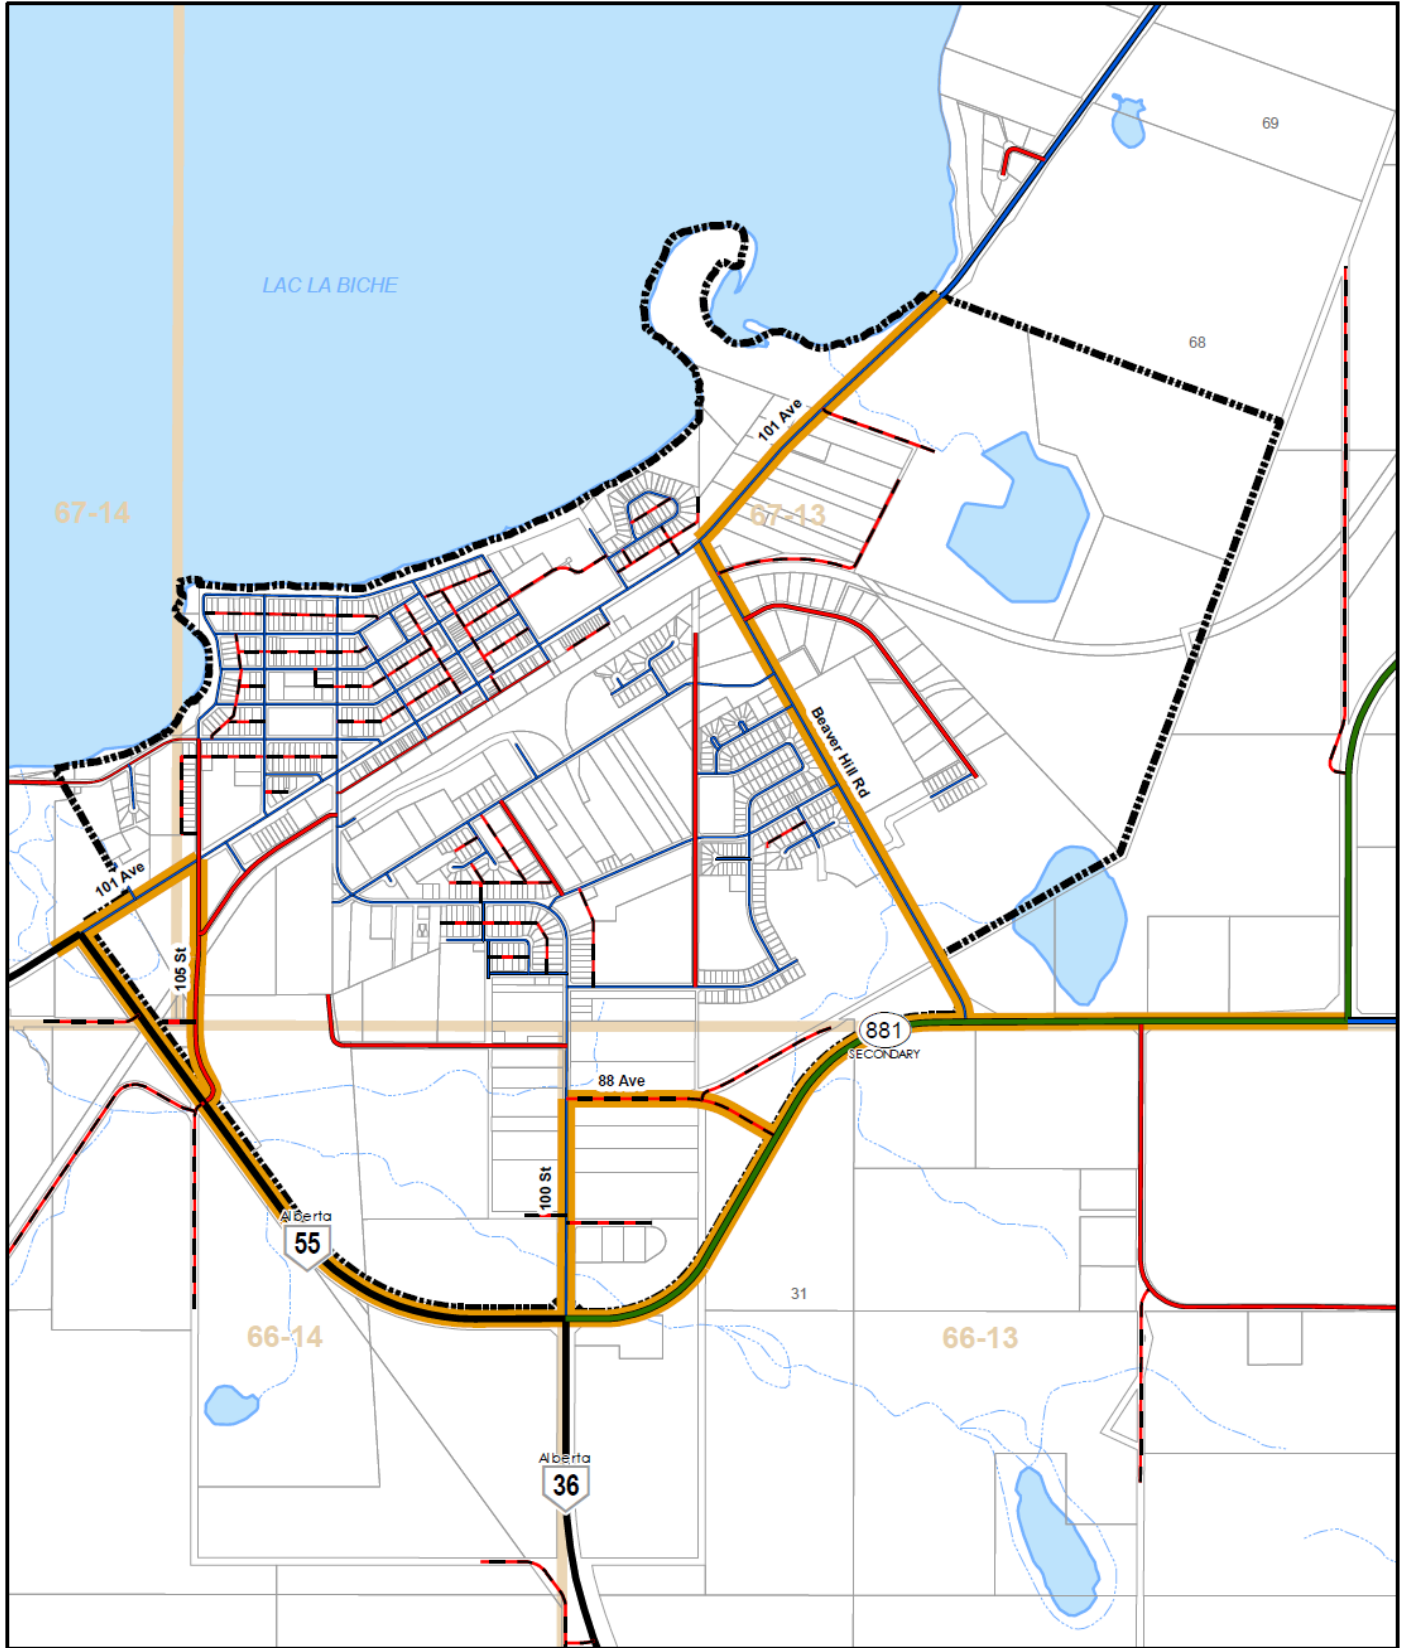 69
LAC LA BICHE
68
101 Ave
67-14
67-13
Beaver Hill Rd
101 Ave
105 St
881
SECONDARY
88 Ave
100 St
Alberta
55
31
66-14
66-13
Alberta
36